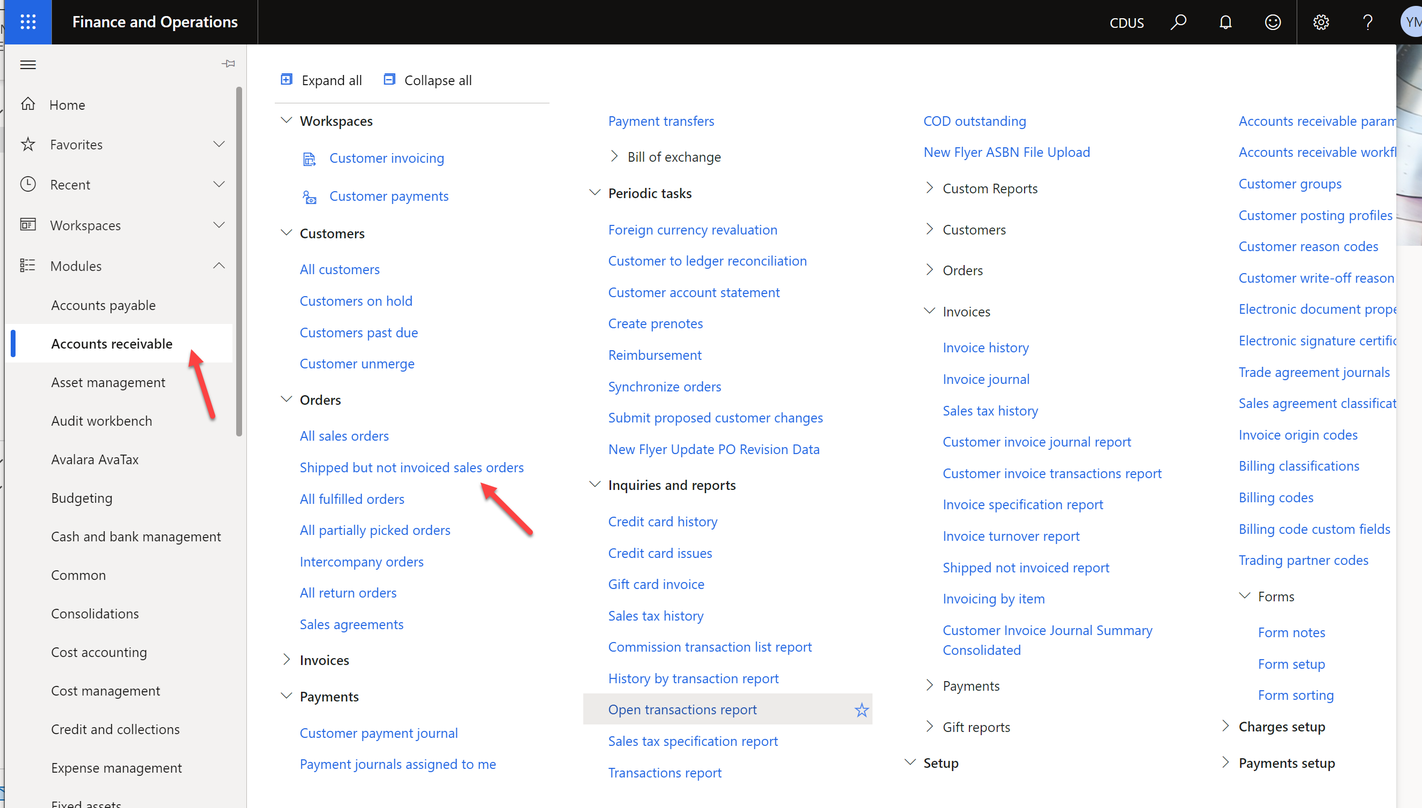 Finance and Operations
CDUS
YM
Home
Favorites
Recent
Workspaces
Modules
Accounts payable
Accounts receivable
Asset management
Audit workbench
Avalara AvaTax
Budgeting
Cash and bank management
Common
Consolidations
Cost accounting
Cost management
Credit and collections
Expense management
Fixed assets
Expand all
Collapse all
Workspaces
Customer invoicing
Customer payments
Customers
All customers
Customers on hold
Customers past due
Customer unmerge
Orders
All sales orders
Shipped but not invoiced sales orders
All fulfilled orders
All partially picked orders
Intercompany orders
All return orders
Sales agreements
Invoices
Payments
Customer payment journal
Payment journals assigned to me
Payment transfers
Bill of exchange
Periodic tasks
Foreign currency revaluation
Customer to ledger reconciliation
Customer account statement
Create prenotes
Reimbursement
Synchronize orders
Submit proposed customer changes
New Flyer Update PO Revision Data
Inquiries and reports
Credit card history
Credit card issues
Gift card invoice
Sales tax history
Commission transaction list report
History by transaction report
Open transactions report
Sales tax specification report
Transactions report
COD outstanding
New Flyer ASBN File Upload
Custom Reports
Customers
Orders
Invoices
Invoice history
Invoice journal
Sales tax history
Customer invoice journal report
Customer invoice transactions report
Invoice specification report
Invoice turnover report
Shipped not invoiced report
Invoicing by item
Customer Invoice Journal Summary
Consolidated
Payments
Gift reports
Setup
Accounts receivable param
Accounts receivable workfl
Customer groups
Customer posting profiles
Customer reason codes
Customer write-off reason
Electronic document prope
Electronic signature certific
Trade agreement journals
Sales agreement classificat
Invoice origin codes
Billing classifications
Billing codes
Billing code custom fields
Trading partner codes
Forms
Form notes
Form setup
Form sorting
Charges setup
Payments setup